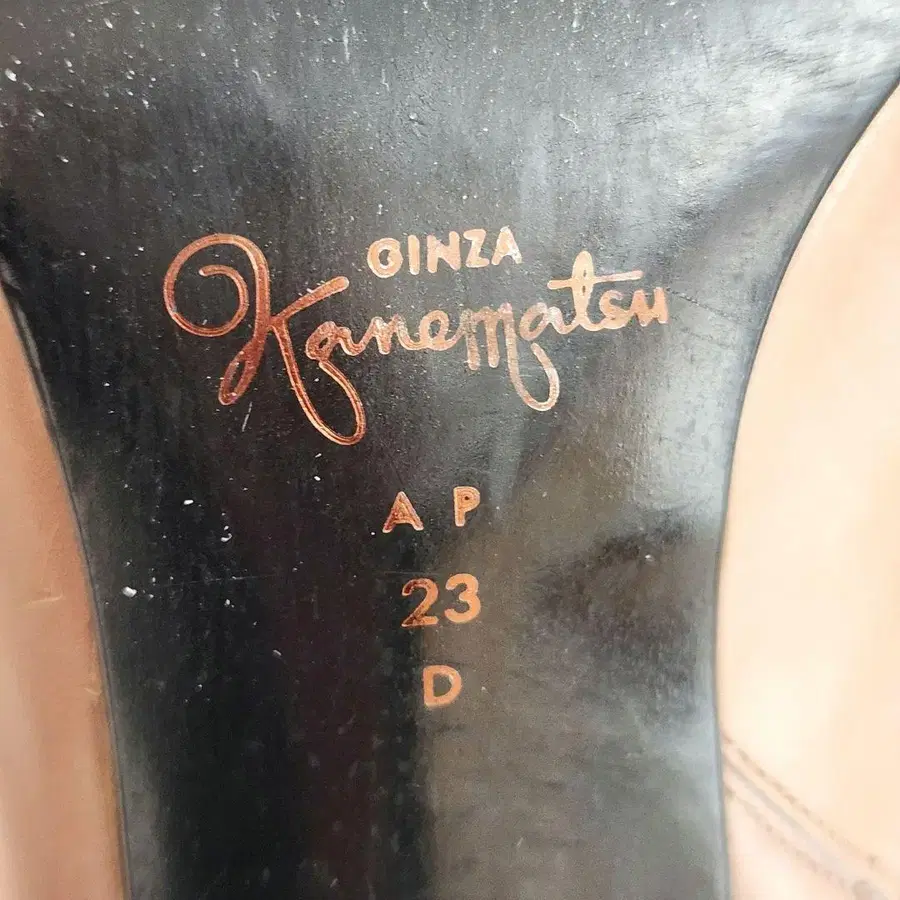 GINZA
Kanematsu
A P
23
D